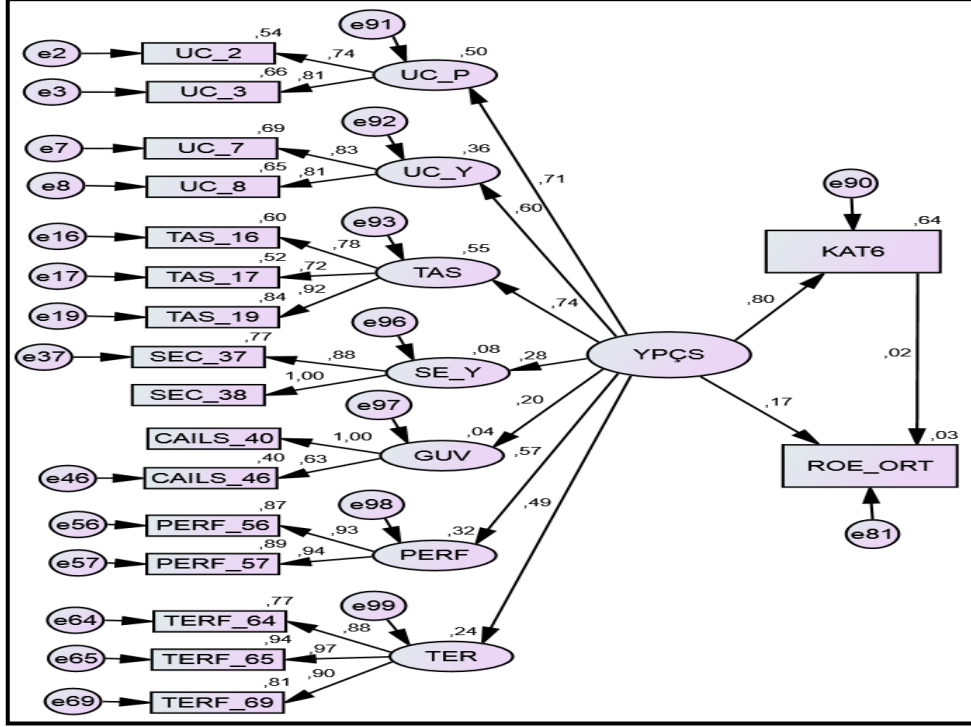 e91
,54
,50
e2
UC_2
,74
UC_P
,66
,81
e3
UC_3
e92
,69
,36
e7
UC_7
,83
UC_Y
,65
,81
e8
UC_8
,71
,60
e90
e93
,60
,55
,64
e16
TAS_16
,78
KAT6
,52
,72
TAS
e17
TAS_17
,84
,92
,74
,80
e19
TAS_19
e96
,77
,08
e37
SEC_37
,88
SE_Y
,28
YPÇS
,02
SEC_38
1,00
e97
,20
,17
CAILS_40
1,00
,04
,03
,40
,63
GUV
,57
ROE_ORT
e46
CAILS_46
e98
,49
,87
,32
e56
PERF_56
,93
PERF
e81
,89
,94
e57
PERF_57
e99
,77
,24
e64
TERF_64
,88
,94
,97
TER
e65
TERF_65
,81
,90
e69
TERF_69